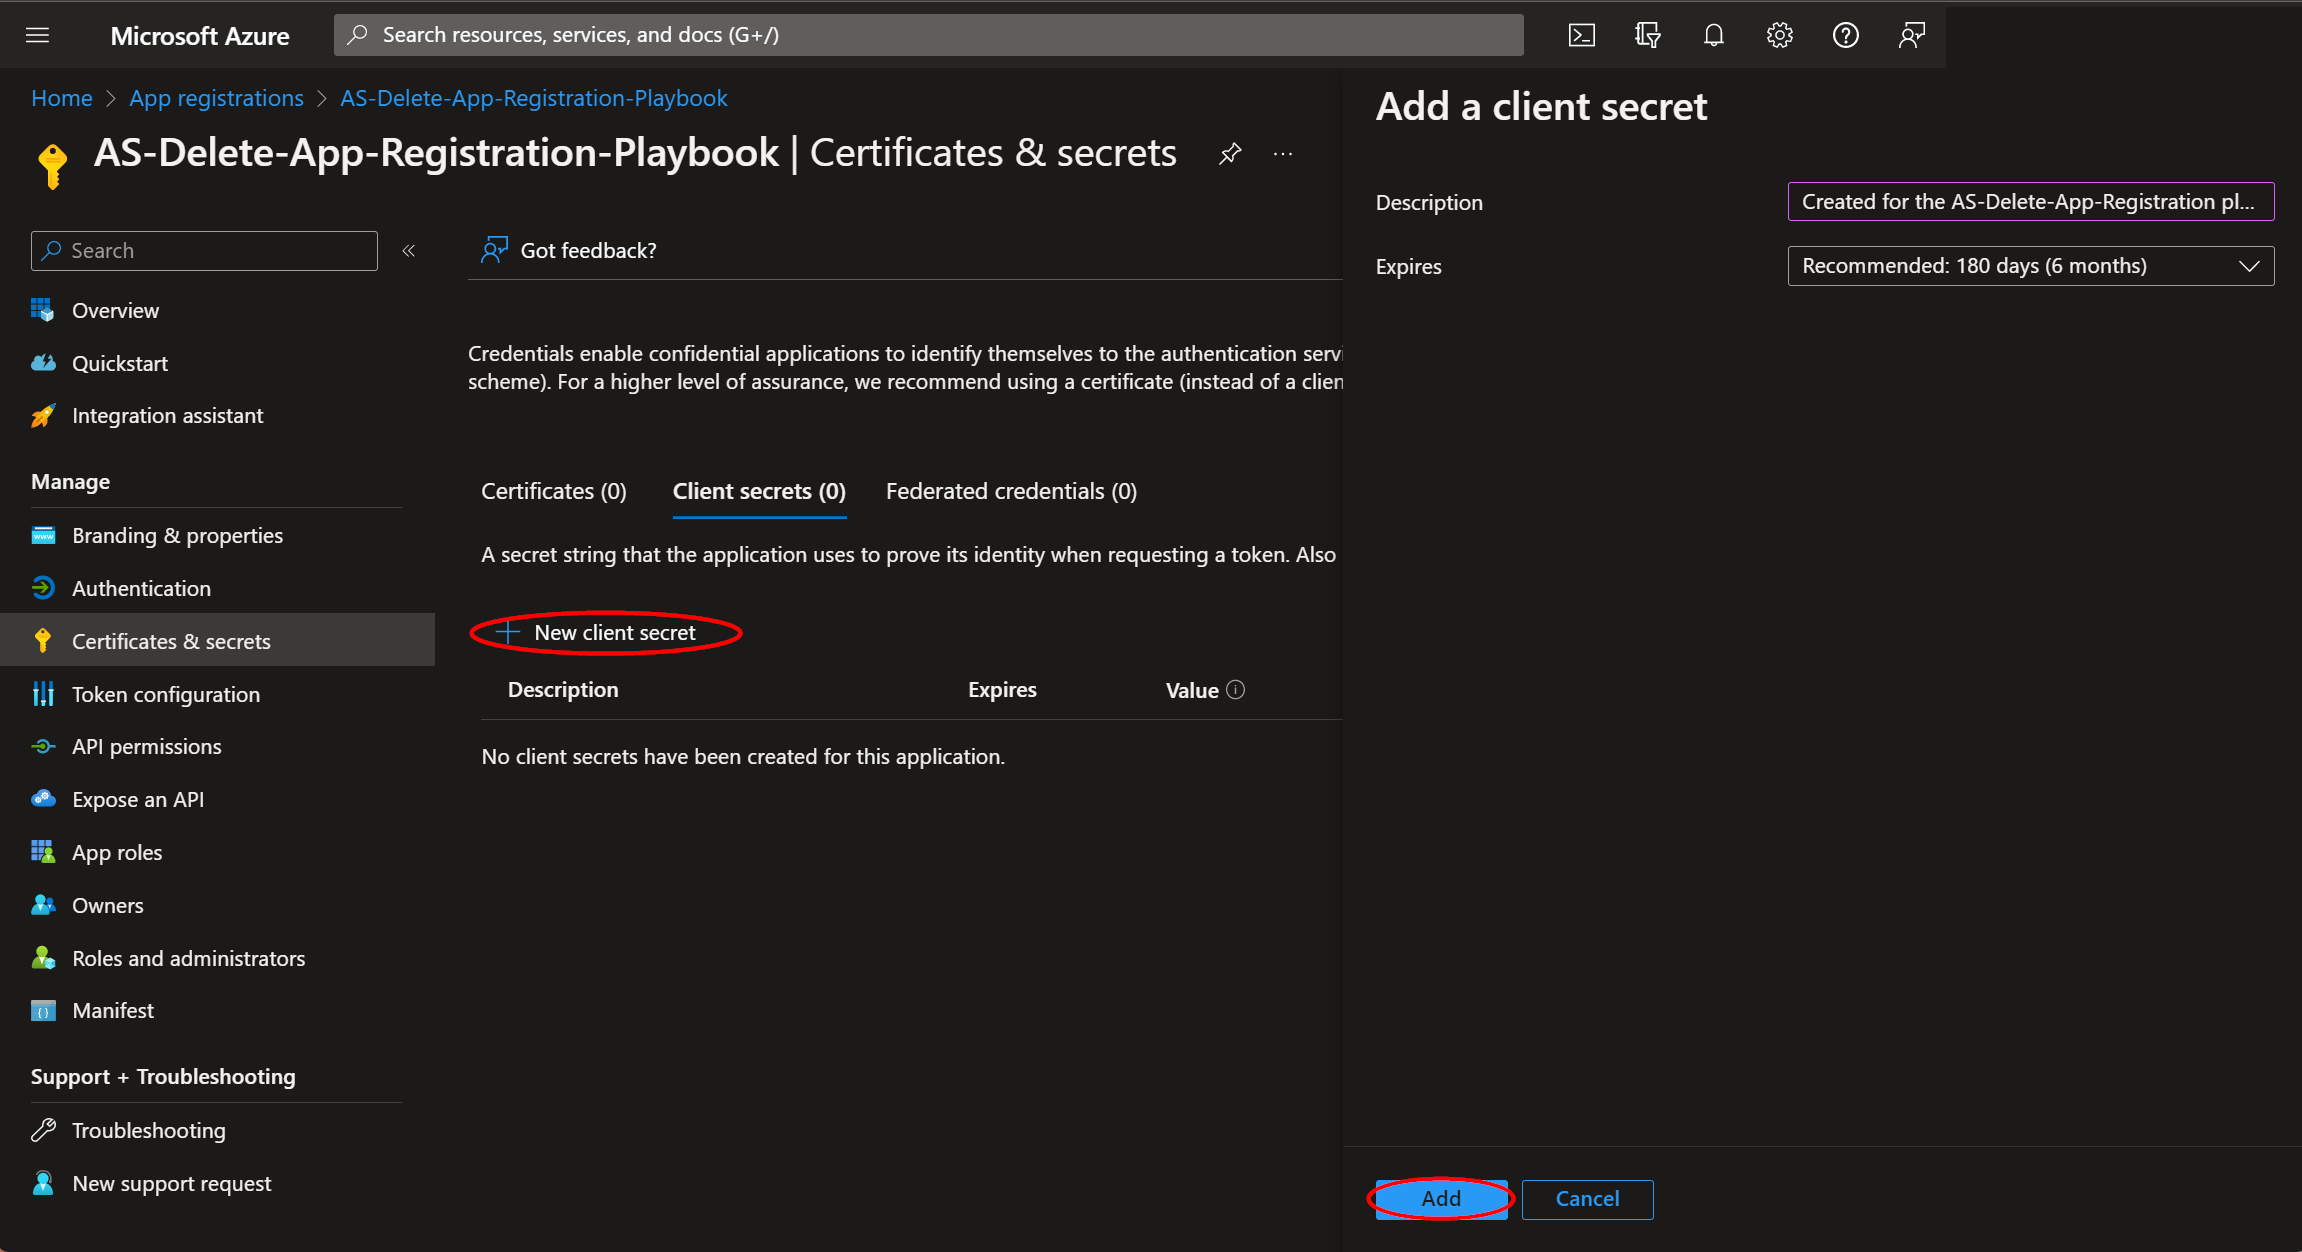 Microsoft Azure
Search resources, services, and docs (G+/)
Home > App registrations > AS-Delete-App-Registration-Playbook
AS-Delete-App-Registration-Playbook | Certificates & secrets
Search
Overview
Quickstart
Integration assistant
Manage
Branding & properties
Authentication
Certificates & secrets
Token configuration
API permissions
Expose an API
App roles
Owners
Roles and administrators
Manifest
Support + Troubleshooting
Troubleshooting
New support request
Got feedback?
Credentials enable confidential applications to identify themselves to the authentication servi
scheme). For a higher level of assurance, we recommend using a certificate (instead of a clien
Certificates (0) Client secrets (0) Federated credentials (0)
A secret string that the application uses to prove its identity when requesting a token. Also
New client secret
Description Expires Value
No client secrets have been created for this application.
Add a client secret
Description Created for the AS-Delete-App-Registration pl...
Expires Recommended: 180 days (6 months)
Add Cancel